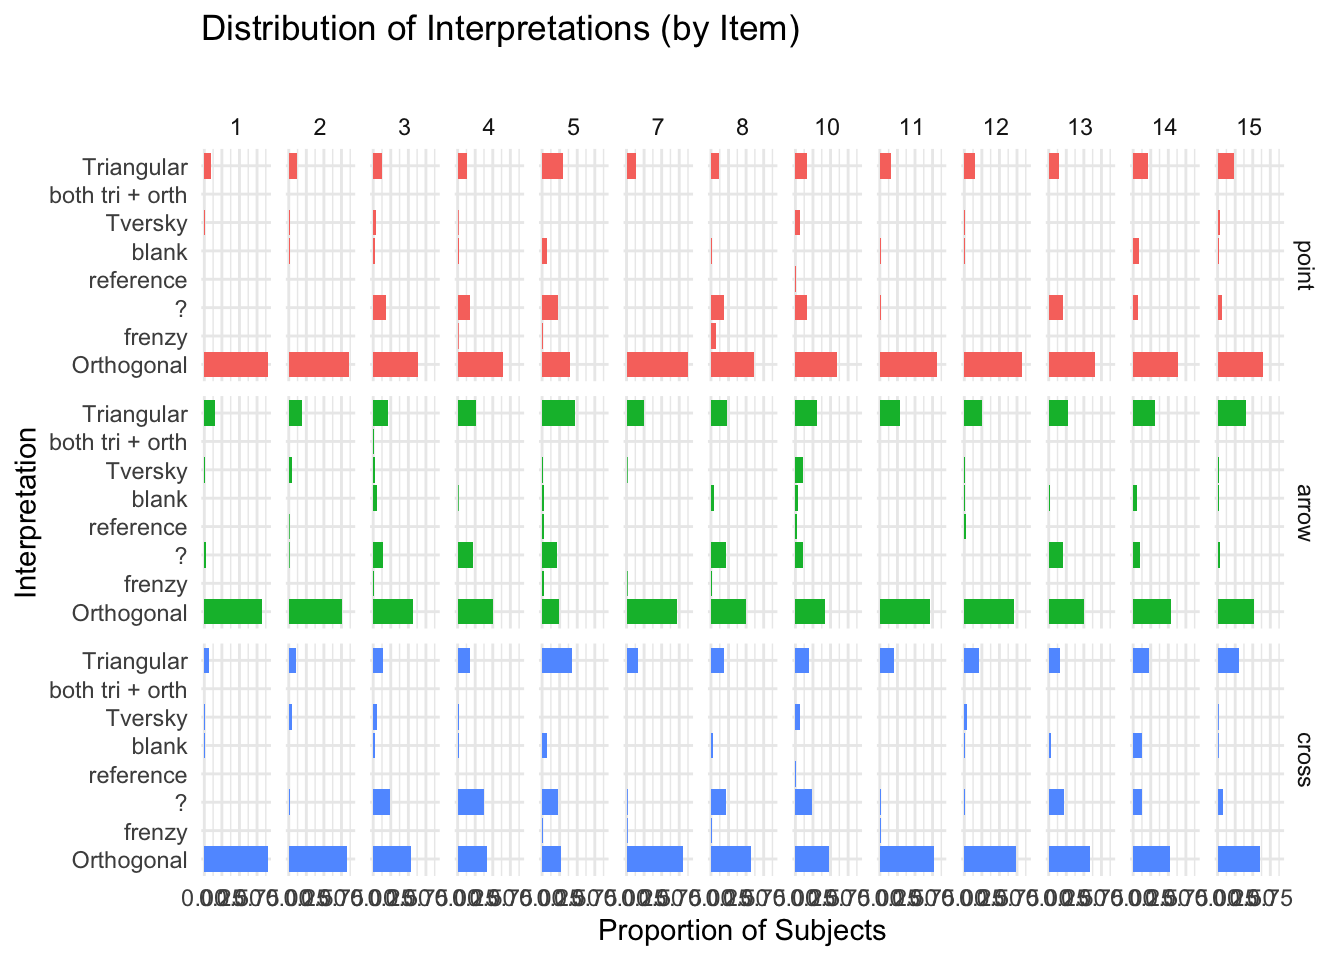 Distribution of Interpretations (by Item)
1 2 3 4 5 7 8 10 11 12 13 14 15
Triangular
both tri + orth
Tversky
blank
reference
?
frenzy
Orthogonal
point
Triangular
both tri + orth
Tversky
blank
reference
?
frenzy
Orthogonal
arrow
Triangular
both tri + orth
Tversky
blank
reference
?
frenzy
Orthogonal
cross
Interpretation
Proportion of Subjects